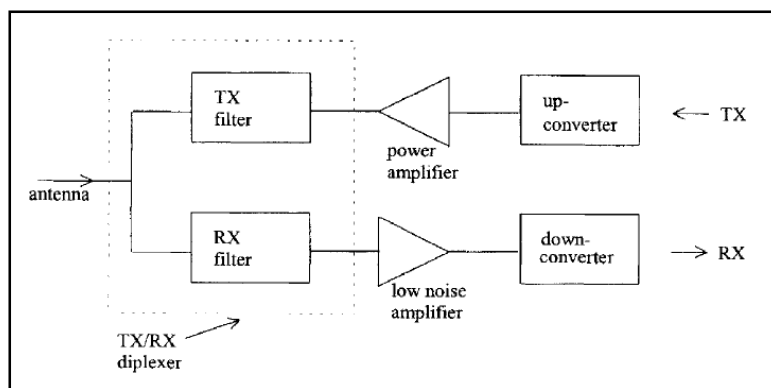 TX
filter
power
amplifier
up-
converter
TX
antenna
RX
filter
low noise
amplifier
down-
converter
RX
TX/RX
diplexer